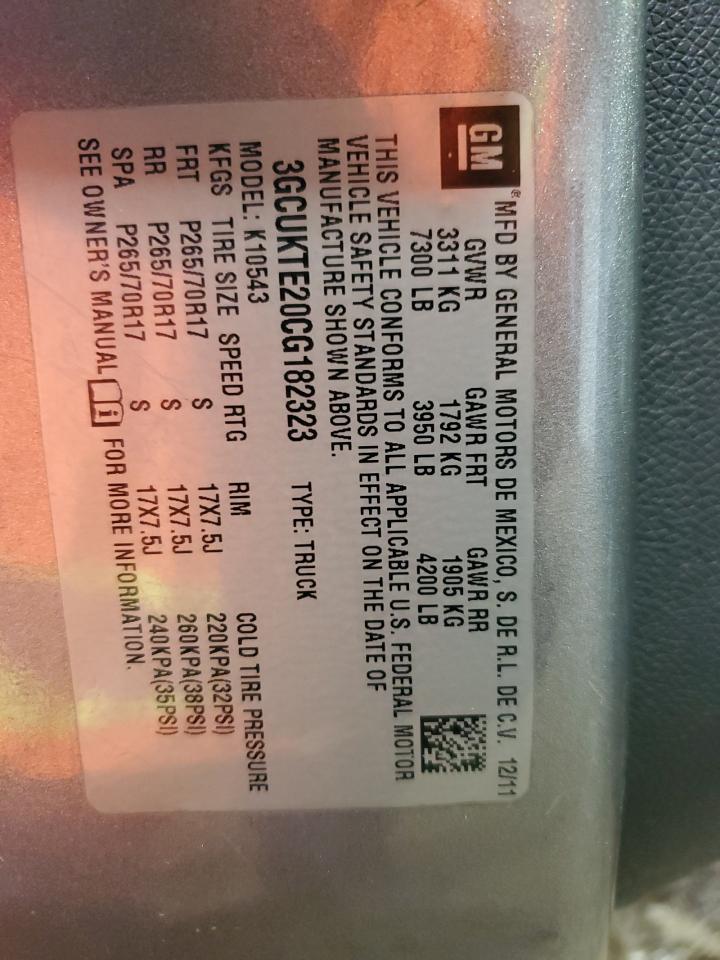 GM ® MFD BY GENERAL MOTORS DE MEXICO, S. DE R.L. DE C.V. 12/11
GVWR GAWR FRT GAWR RR
3311 KG 1792 KG 1905 KG
7300 LB 3950 LB 4200 LB
THIS VEHICLE CONFORMS TO ALL APPLICABLE U.S. FEDERAL MOTOR
VEHICLE SAFETY STANDARDS IN EFFECT ON THE DATE OF
MANUFACTURE SHOWN ABOVE.
3GCUKTE20CG182323 TYPE: TRUCK
MODEL: K10543
KFGS TIRE SIZE SPEED RTG RIM COLD TIRE PRESSURE
FRT P265/70R17 S 17X7.5J 220KPA(32PSI)
RR P265/70R17 S 17X7.5J 260KPA(38PSI)
SPA P265/70R17 S 17X7.5J 240KPA(35PSI)
SEE OWNER'S MANUAL FOR MORE INFORMATION.